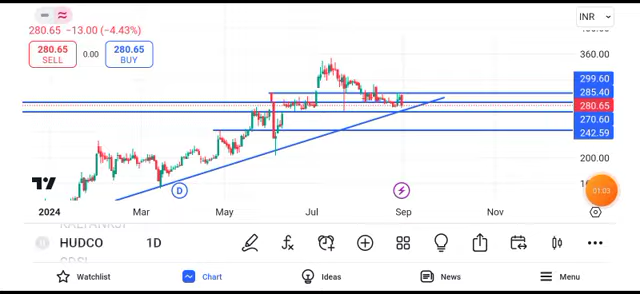 280.65 −13.00 (−4.43%)
INR
280.65
SELL
0.00
280.65
BUY
360.00
299.60
285.40
280.65
270.60
242.59
200.00
01:03
2024
Mar
May
Jul
Sep
Nov
D
HUDCO
1D
Watchlist
Chart
Ideas
News
Menu